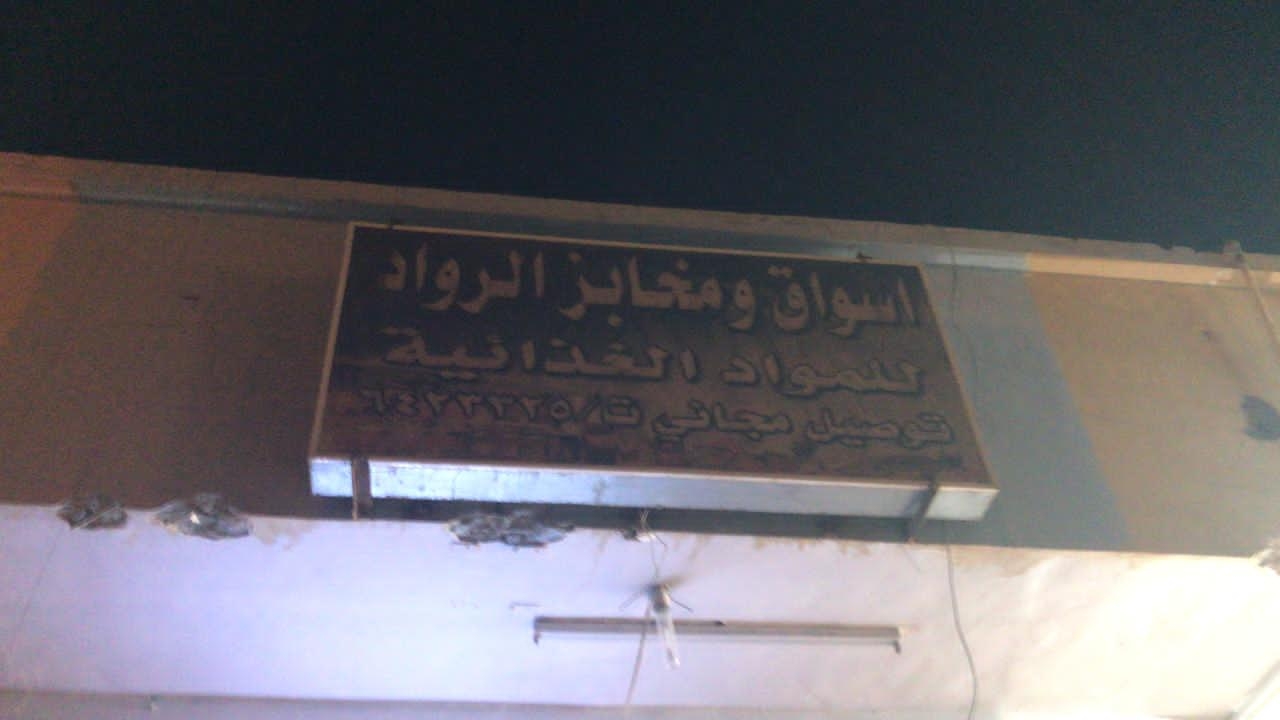 اسواق ومخابز الرواد
للمواد الغذائية
توصيل مجاني ت/٦٤٢٣٣٢٥